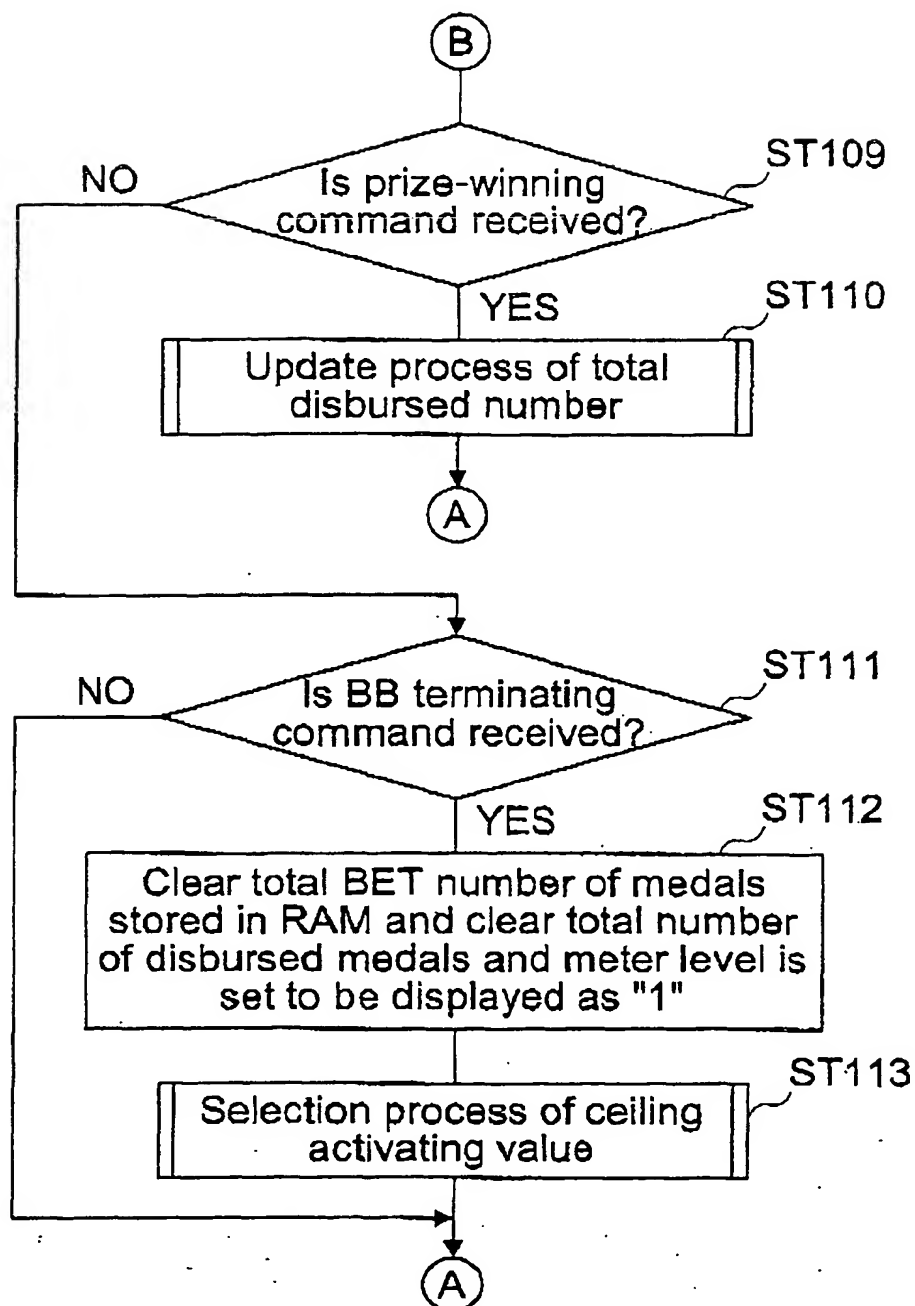 B
ST109
NO
Is prize-winning
command received?
YES
ST110
Update process of total
disbursed number
A
ST111
NO
Is BB terminating
command received?
YES
ST112
Clear total BET number of medals
stored in RAM and clear total number
of disbursed medals and meter level is
set to be displayed as "1"
ST113
Selection process of ceiling
activating value
A